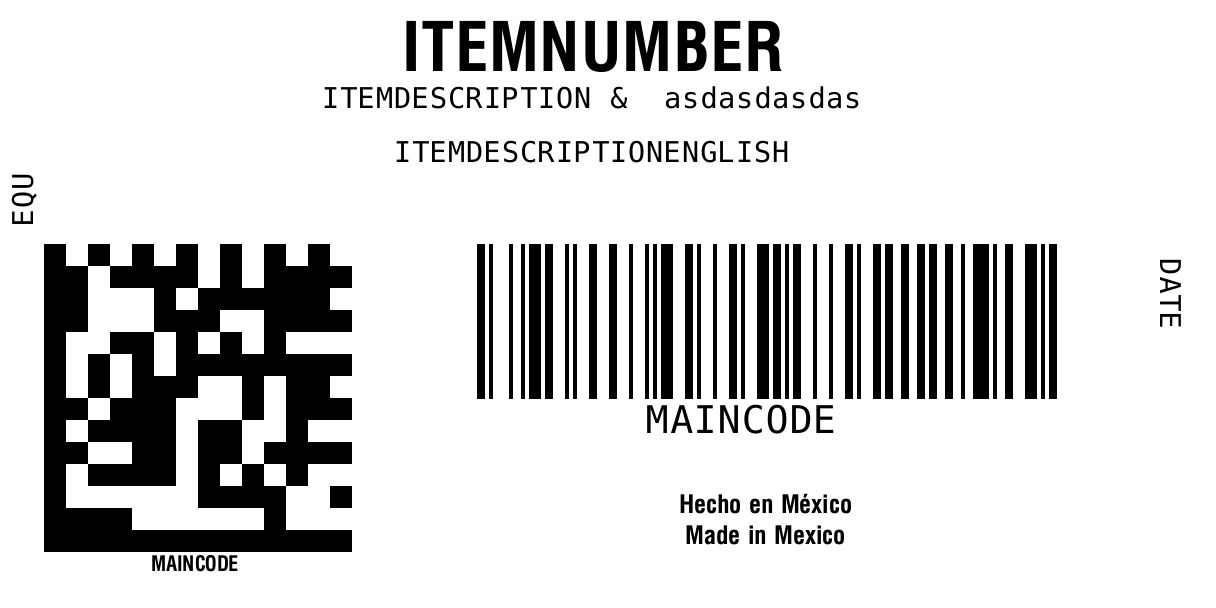 ITEMNUMBER
ITEMDESCRIPTION &  asdasdasdas
ITEMDESCRIPTIONENGLISH
EQU
DATE
MAINCODE
Hecho en México
Made in Mexico
MAINCODE